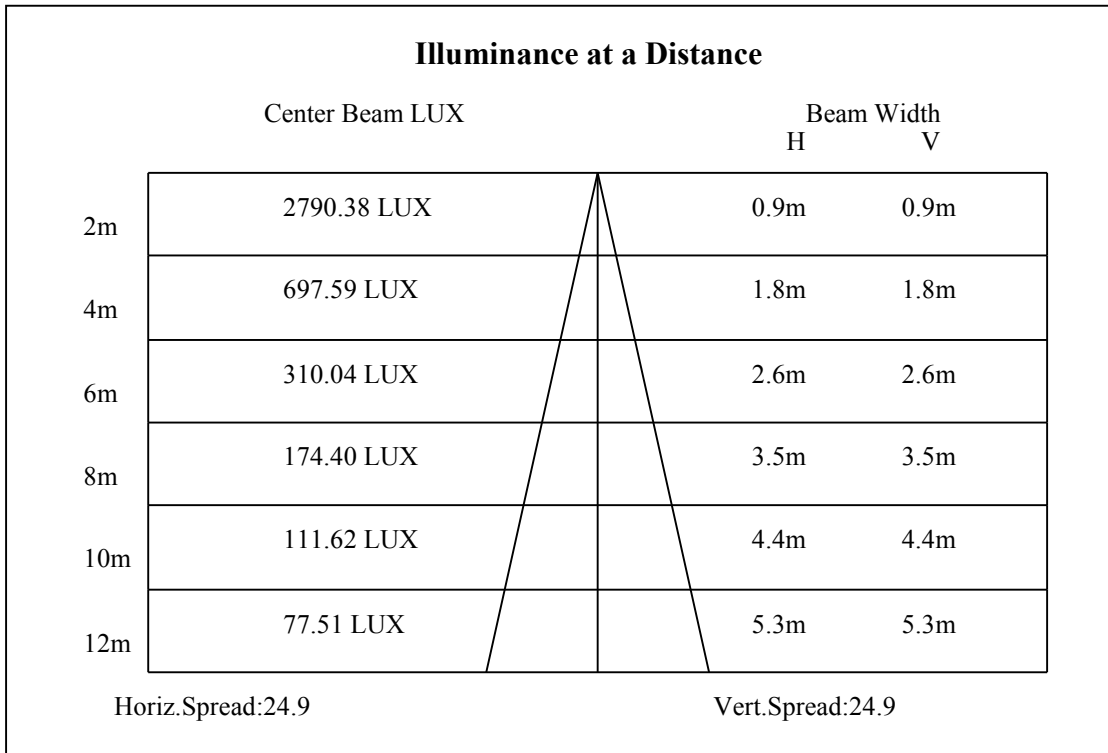 Illuminance at a Distance
Center Beam LUX Beam Width
H V
2m 2790.38 LUX 0.9m 0.9m
4m 697.59 LUX 1.8m 1.8m
6m 310.04 LUX 2.6m 2.6m
8m 174.40 LUX 3.5m 3.5m
10m 111.62 LUX 4.4m 4.4m
12m 77.51 LUX 5.3m 5.3m
Horiz.Spread:24.9 Vert.Spread:24.9